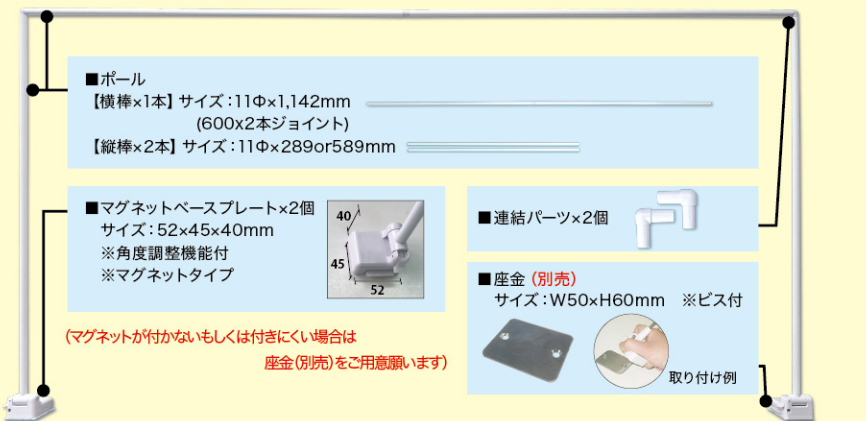 ■ポール
【横棒×1本】サイズ：11Φ×1,142mm
(600x2本ジョイント)
【縦棒×2本】サイズ：11Φ×289or589mm
■マグネットベースプレート×2個
サイズ：52×45×40mm
※角度調整機能付
※マグネットタイプ
40
45
52
■連結パーツ×2個
■座金（別売）
サイズ：W50×H60mm　※ビス付
取り付け例
（マグネットが付かないもしくは付きにくい場合は
座金（別売）をご用意願います）